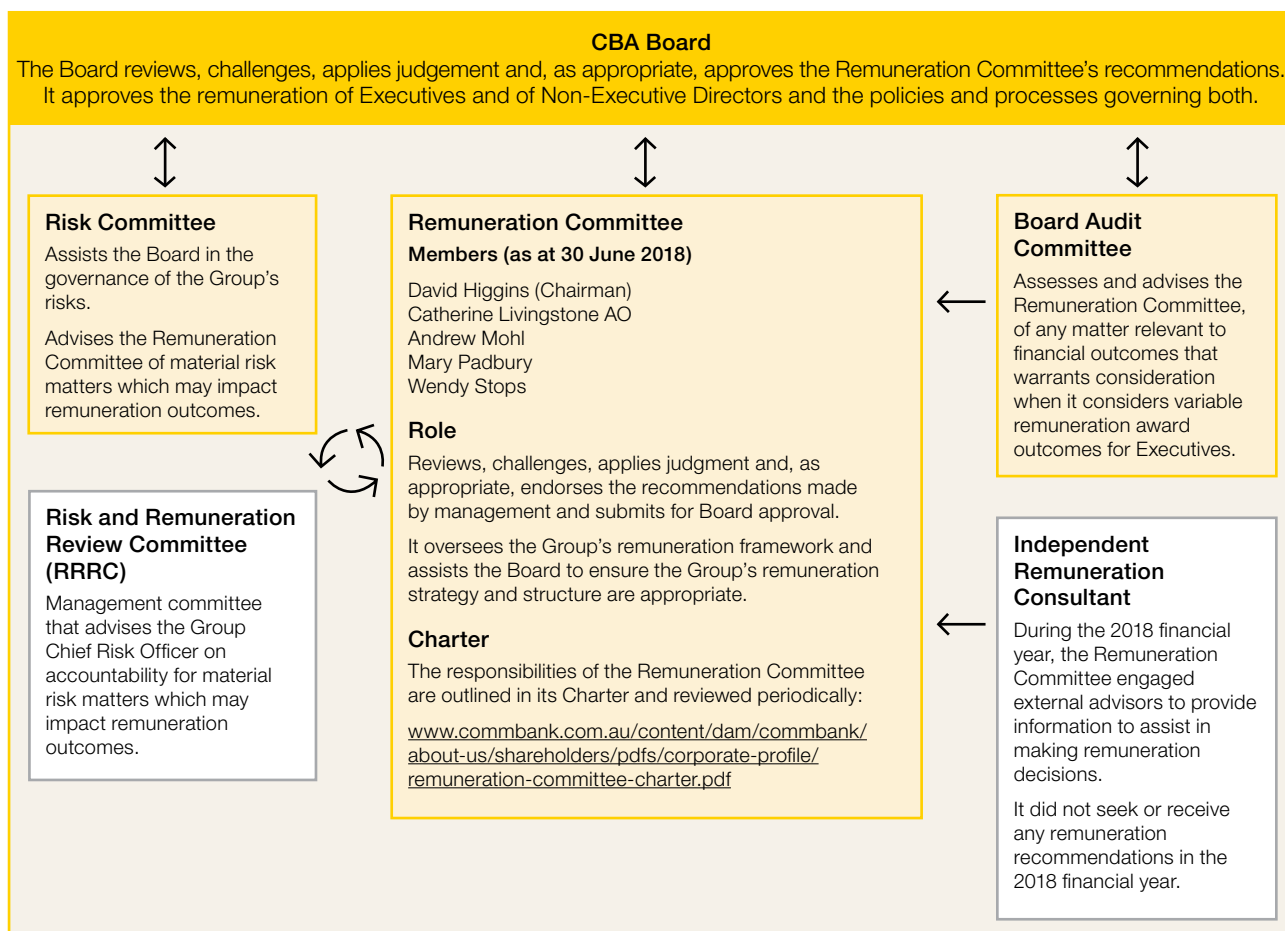 CBA Board
The Board reviews, challenges, applies judgement and, as appropriate, approves the Remuneration Committee's recommendations.
It approves the remuneration of Executives and of Non-Executive Directors and the policies and processes governing both.
Risk Committee
Assists the Board in the
governance of the Group's
risks.
Advises the Remuneration
Committee of material risk
matters which may impact
remuneration outcomes.
Risk and Remuneration
Review Committee
(RRRC)
Management committee
that advises the Group
Chief Risk Officer on
accountability for material
risk matters which may
impact remuneration
outcomes.
Remuneration Committee
Members (as at 30 June 2018)
David Higgins (Chairman)
Catherine Livingstone AO
Andrew Mohl
Mary Padbury
Wendy Stops
Role
Reviews, challenges, applies judgment and, as
appropriate, endorses the recommendations made
by management and submits for Board approval.
It oversees the Group's remuneration framework and
assists the Board to ensure the Group's remuneration
strategy and structure are appropriate.
Charter
The responsibilities of the Remuneration Committee
are outlined in its Charter and reviewed periodically:
www.commbank.com.au/content/dam/commbank/
about-us/shareholders/pdfs/corporate-profile/
remuneration-committee-charter.pdf
Board Audit
Committee
Assesses and advises the
Remuneration Committee,
of any matter relevant to
financial outcomes that
warrants consideration
when it considers variable
remuneration award
outcomes for Executives.
Independent
Remuneration
Consultant
During the 2018 financial
year, the Remuneration
Committee engaged
external advisors to provide
information to assist in
making remuneration
decisions.
It did not seek or receive
any remuneration
recommendations in the
2018 financial year.